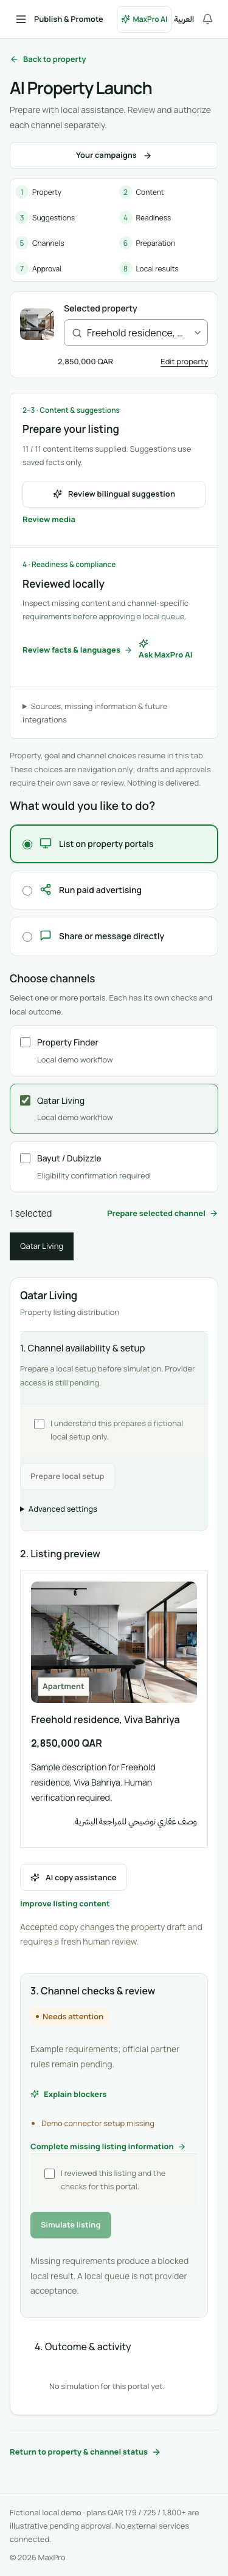 Publish & Promote
MaxPro AI
العربية
Back to property
AI Property Launch
Prepare with local assistance. Review and authorize
each channel separately.
Your campaigns
1 Property
2 Content
3 Suggestions
4 Readiness
5 Channels
6 Preparation
7 Approval
8 Local results
Selected property
Freehold residence, ...
2,850,000 QAR
Edit property
2–3 · Content & suggestions
Prepare your listing
11 / 11 content items supplied. Suggestions use
saved facts only.
Review bilingual suggestion
Review media
4 · Readiness & compliance
Reviewed locally
Inspect missing content and channel-specific
requirements before approving a local queue.
Review facts & languages
Ask MaxPro AI
Sources, missing information & future
integrations
Property, goal and channel choices resume in this tab.
These choices are navigation only; drafts and approvals
require their own save or review. Nothing is delivered.
What would you like to do?
List on property portals
Run paid advertising
Share or message directly
Choose channels
Select one or more portals. Each has its own checks and
local outcome.
Property Finder
Local demo workflow
Qatar Living
Local demo workflow
Bayut / Dubizzle
Eligibility confirmation required
1 selected
Prepare selected channel
Qatar Living
Qatar Living
Property listing distribution
1. Channel availability & setup
Prepare a local setup before simulation. Provider
access is still pending.
I understand this prepares a fictional
local setup only.
Prepare local setup
Advanced settings
2. Listing preview
Apartment
Freehold residence, Viva Bahriya
2,850,000 QAR
Sample description for Freehold
residence, Viva Bahriya. Human
verification required.
وصف عقاري توضيحي للمراجعة البشرية.
AI copy assistance
Improve listing content
Accepted copy changes the property draft and
requires a fresh human review.
3. Channel checks & review
Needs attention
Example requirements; official partner
rules remain pending.
Explain blockers
Demo connector setup missing
Complete missing listing information
I reviewed this listing and the
checks for this portal.
Simulate listing
Missing requirements produce a blocked
local result. A local queue is not provider
acceptance.
4. Outcome & activity
No simulation for this portal yet.
Return to property & channel status
Fictional local demo · plans QAR 179 / 725 / 1,800+ are
illustrative pending approval. No external services
connected.
© 2026 MaxPro